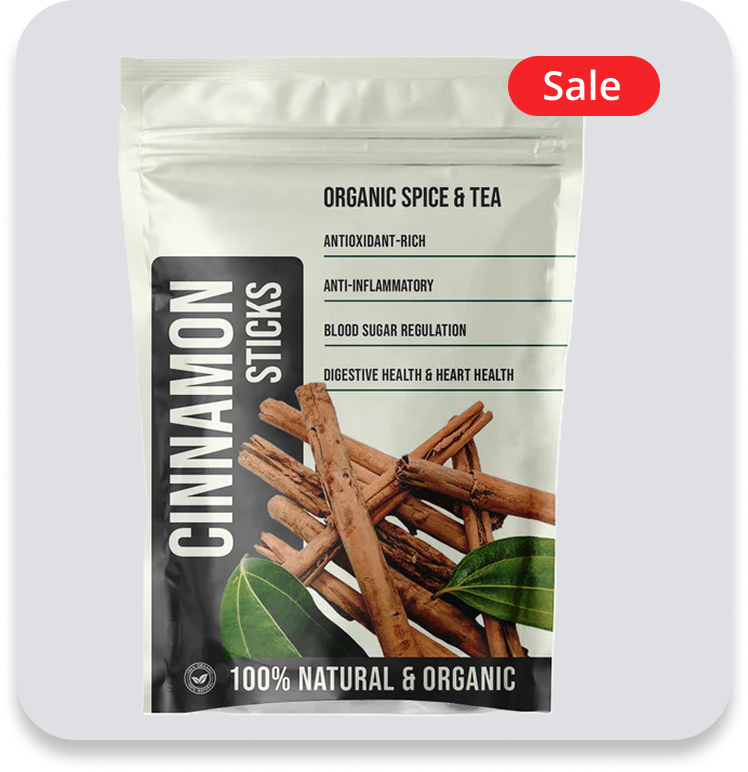 Sale
ORGANIC SPICE & TEA
ANTIOXIDANT-RICH
ANTI-INFLAMMATORY
BLOOD SUGAR REGULATION
DIGESTIVE HEALTH & HEART HEALTH
CINNAMON
STICKS
100% NATURAL & ORGANIC